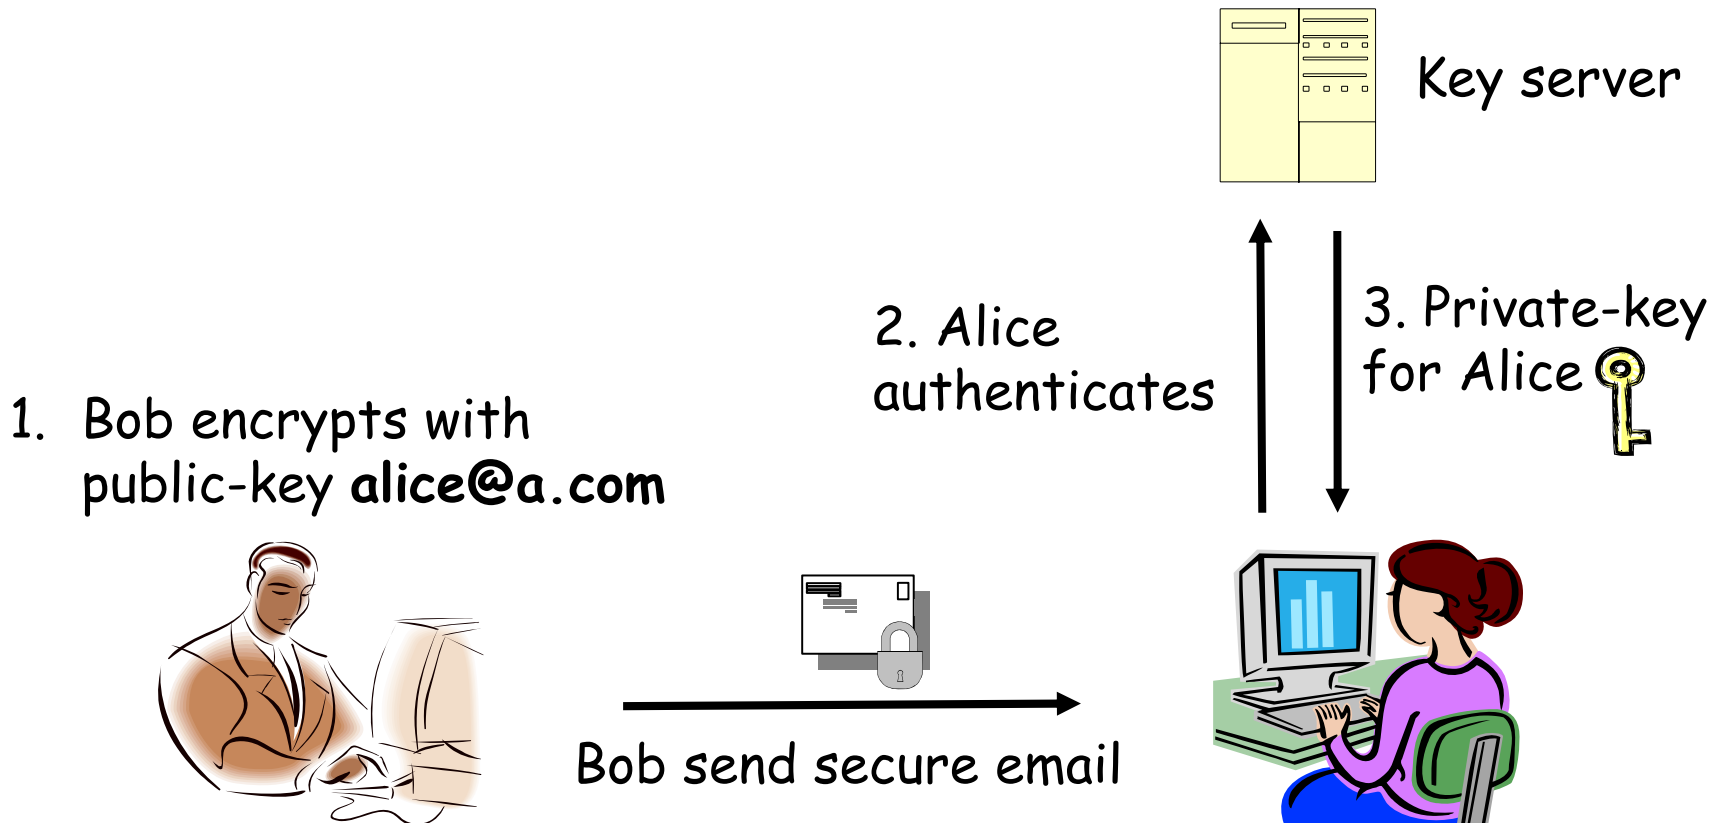 Key server
2. Alice
authenticates
3. Private-key
for Alice
1. Bob encrypts with
public-key alice@a.com
Bob send secure email